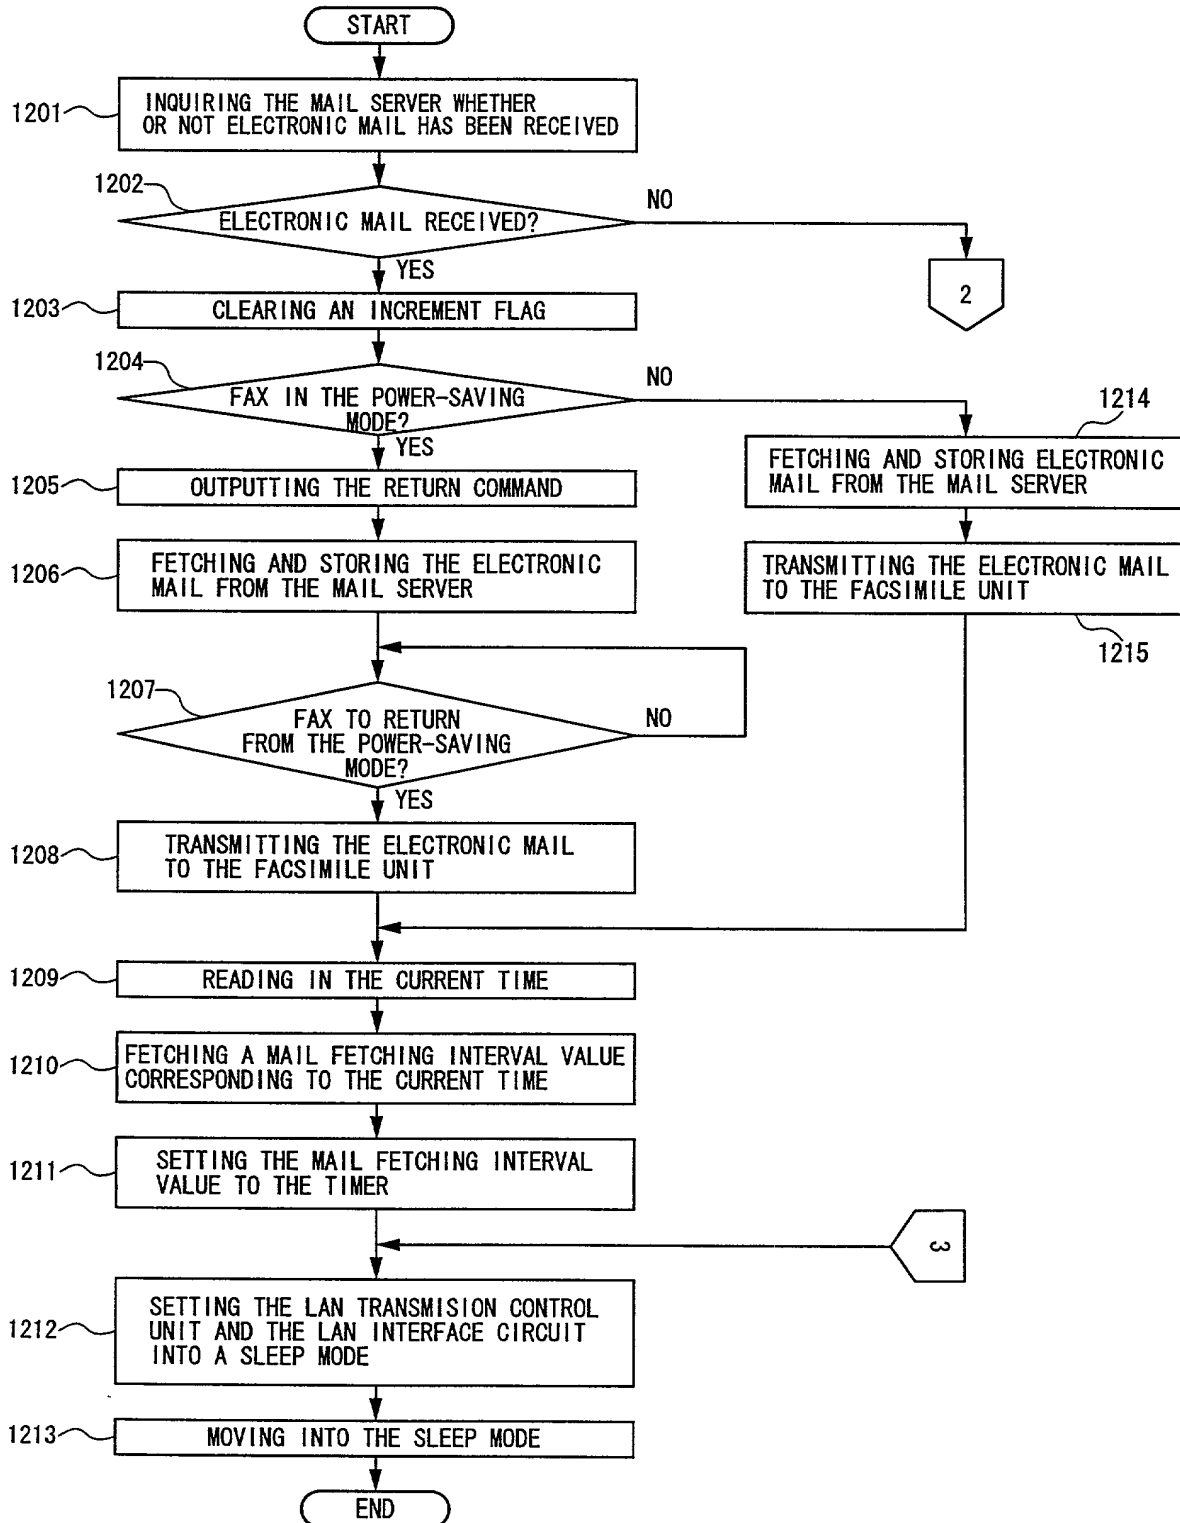 START
1201
INQUIRING THE MAIL SERVER WHETHER
OR NOT ELECTRONIC MAIL HAS BEEN RECEIVED
1202
ELECTRONIC MAIL RECEIVED?
NO
YES
2
1203
CLEARING AN INCREMENT FLAG
1204
FAX IN THE POWER-SAVING
MODE?
NO
YES
1214
FETCHING AND STORING ELECTRONIC
MAIL FROM THE MAIL SERVER
1205
OUTPUTTING THE RETURN COMMAND
1206
FETCHING AND STORING THE ELECTRONIC
MAIL FROM THE MAIL SERVER
TRANSMITTING THE ELECTRONIC MAIL
TO THE FACSIMILE UNIT
1215
1207
FAX TO RETURN
FROM THE POWER-SAVING
MODE?
NO
YES
1208
TRANSMITTING THE ELECTRONIC MAIL
TO THE FACSIMILE UNIT
1209
READING IN THE CURRENT TIME
1210
FETCHING A MAIL FETCHING INTERVAL VALUE
CORRESPONDING TO THE CURRENT TIME
1211
SETTING THE MAIL FETCHING INTERVAL
VALUE TO THE TIMER
3
1212
SETTING THE LAN TRANSMISION CONTROL
UNIT AND THE LAN INTERFACE CIRCUIT
INTO A SLEEP MODE
1213
MOVING INTO THE SLEEP MODE
END